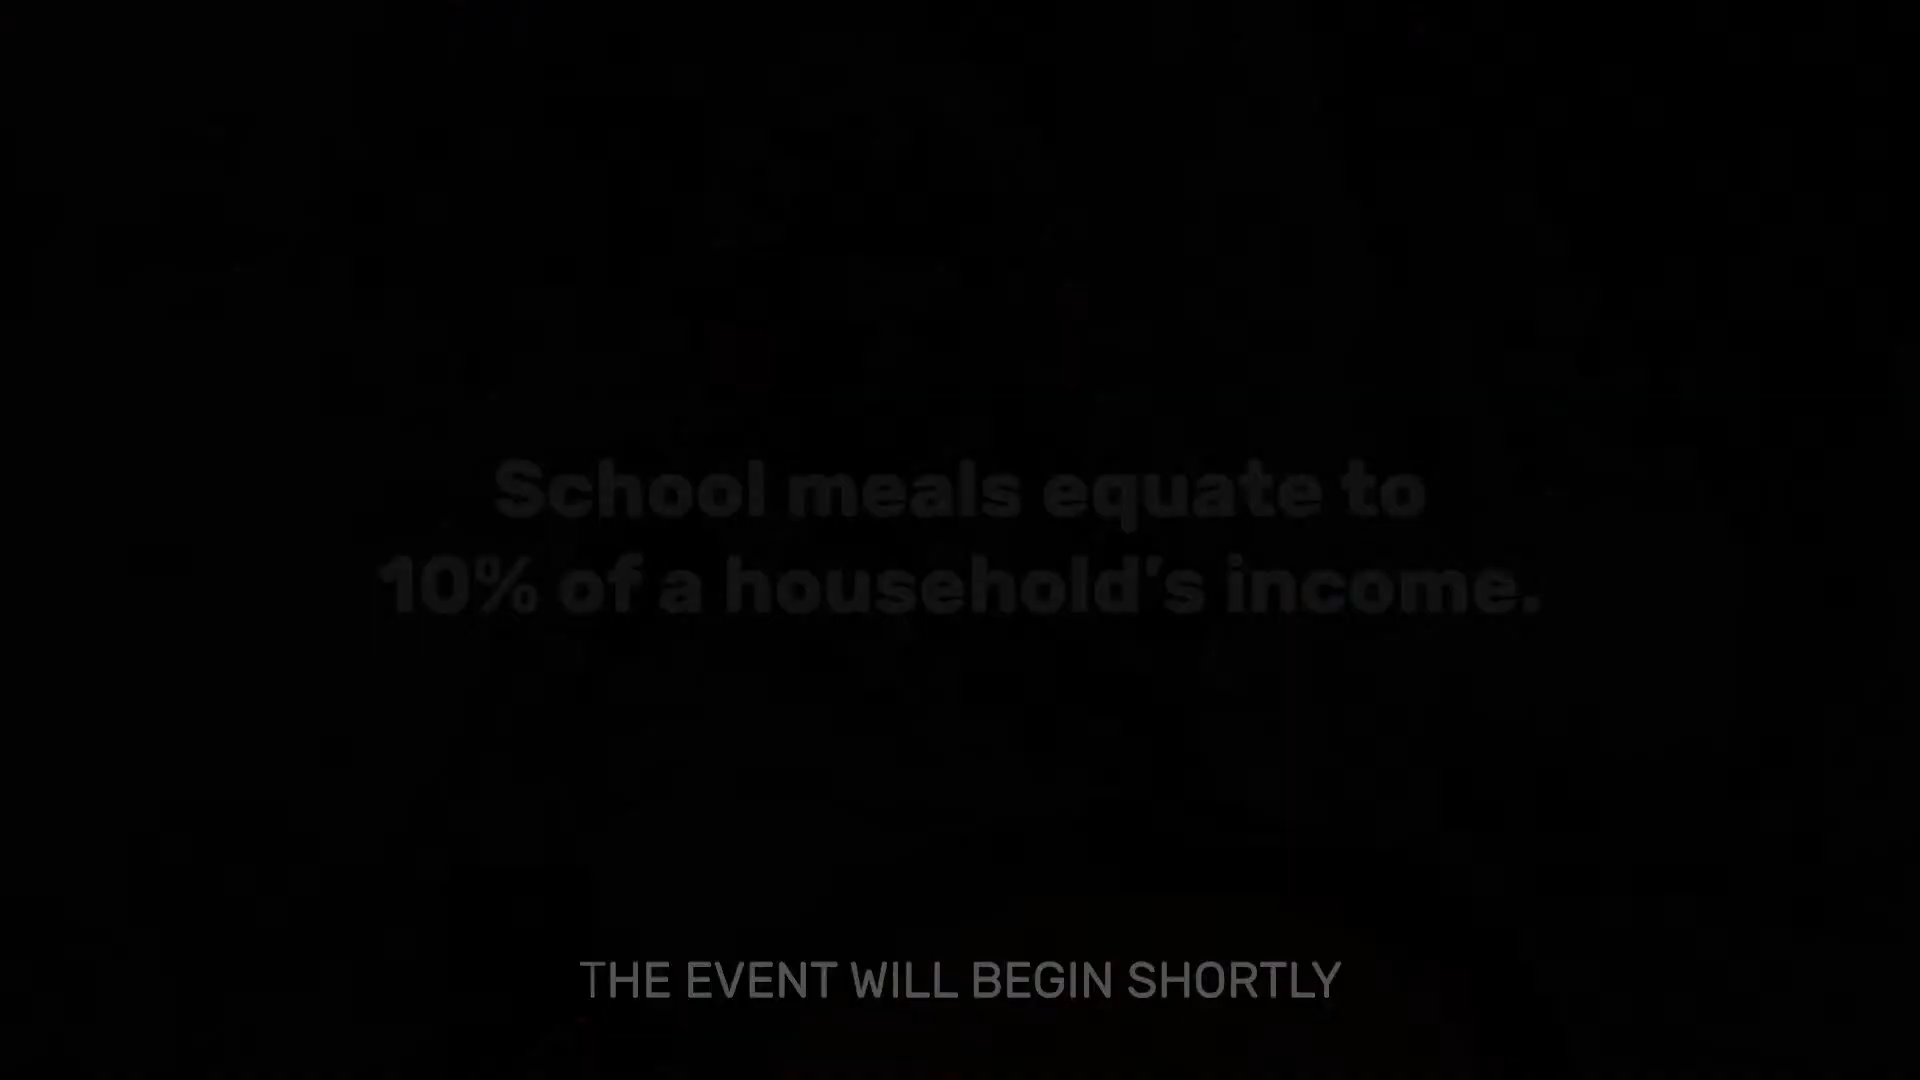 School meals equate to
10% of a household's income.
THE EVENT WILL BEGIN SHORTLY